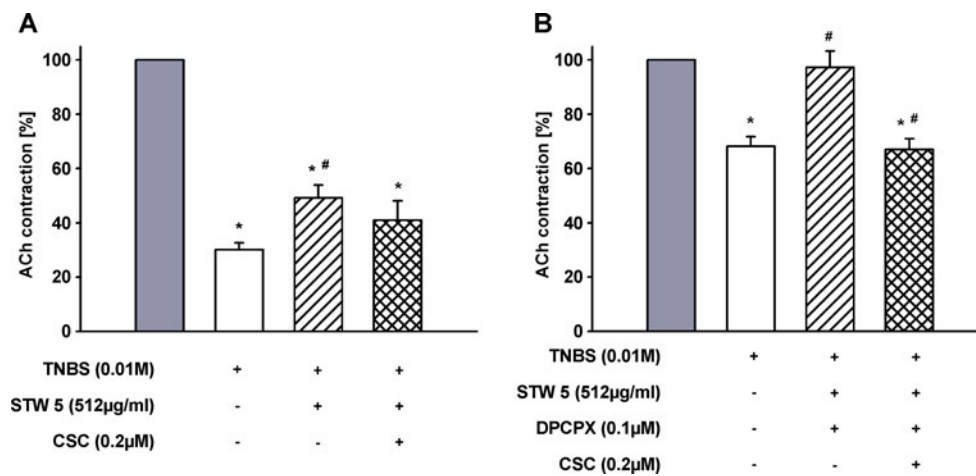 A
ACh contraction [%]
100
80
60
40
20
0
*
* #
*
TNBS (0.01M) + + +
STW 5 (512µg/ml) - + +
CSC (0.2µM) - - +
B
ACh contraction [%]
100
80
60
40
20
0
*
#
* #
TNBS (0.01M) + + +
STW 5 (512µg/ml) - + +
DPCPX (0.1µM) - + +
CSC (0.2µM) - - +